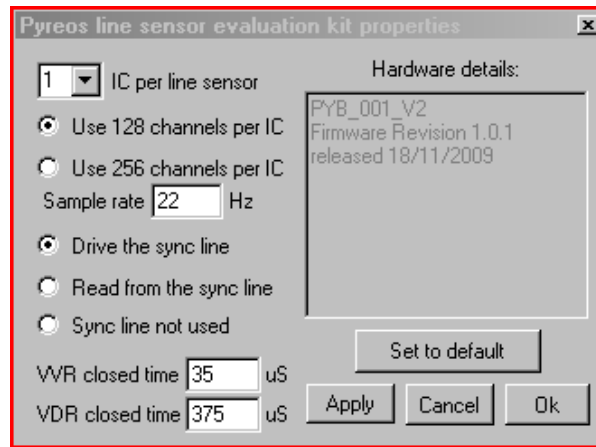 Pyreos line sensor evaluation kit properties
1 IC per line sensor
Use 128 channels per IC
Use 256 channels per IC
Sample rate 22 Hz
Drive the sync line
Read from the sync line
Sync line not used
VVR closed time 35 uS
VDR closed time 375 uS
Hardware details:
PYB_001_V2
Firmware Revision 1.0.1
released 18/11/2009
Set to default
Apply Cancel Ok